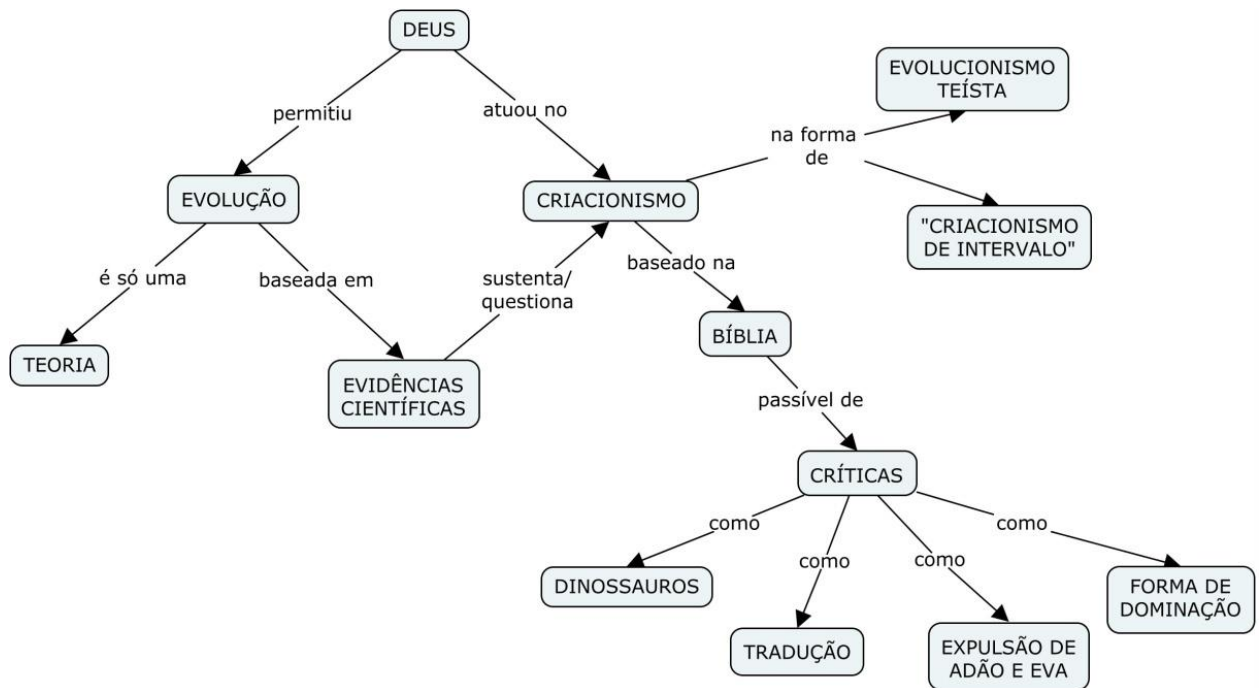 DEUS
permitiu
atuou no
EVOLUCIONISMO
TEÍSTA
na forma
de
EVOLUÇÃO
CRIACIONISMO
"CRIACIONISMO
DE INTERVALO"
é só uma
baseada em
sustenta/
questiona
baseado na
TEORIA
EVIDÊNCIAS
CIENTÍFICAS
BÍBLIA
passível de
CRÍTICAS
como
como
como
como
DINOSSAUROS
TRADUÇÃO
EXPULSÃO DE
ADÃO E EVA
FORMA DE
DOMINAÇÃO